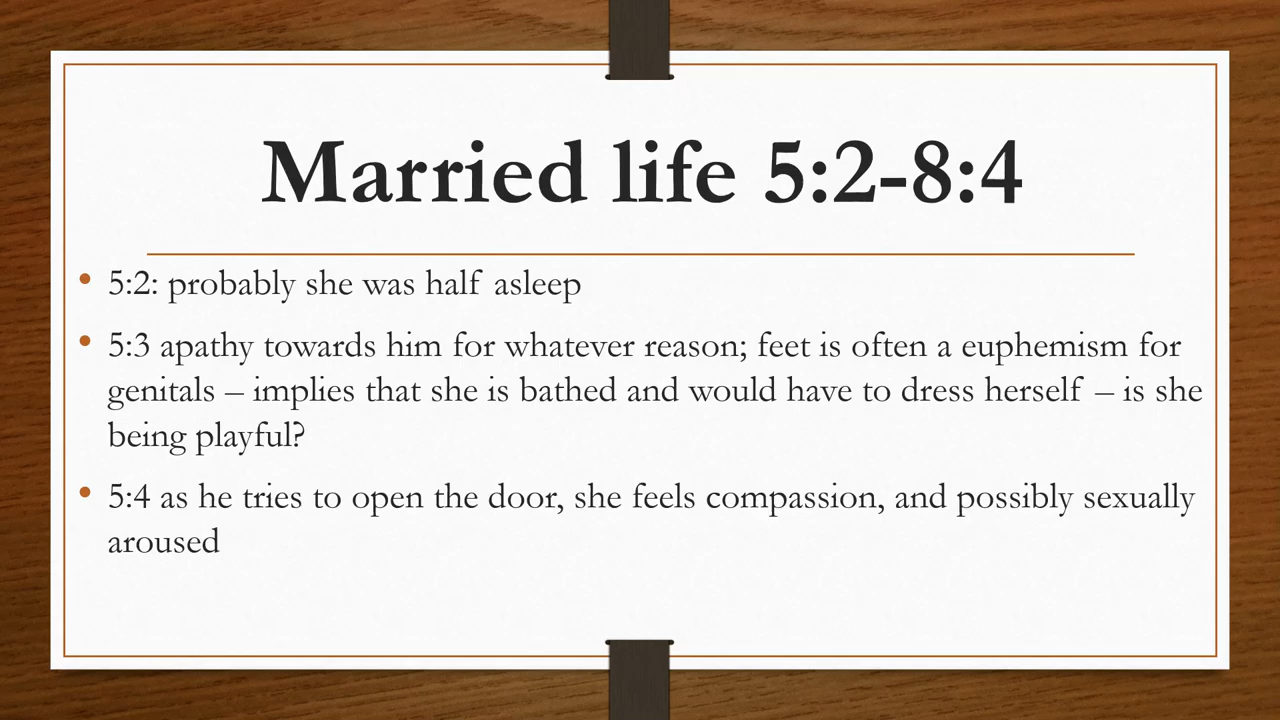 Married life 5:2-8:4
• 5:2: probably she was half asleep
• 5:3 apathy towards him for whatever reason; feet is often a euphemism for
genitals – implies that she is bathed and would have to dress herself – is she
being playful?
• 5:4 as he tries to open the door, she feels compassion, and possibly sexually
aroused